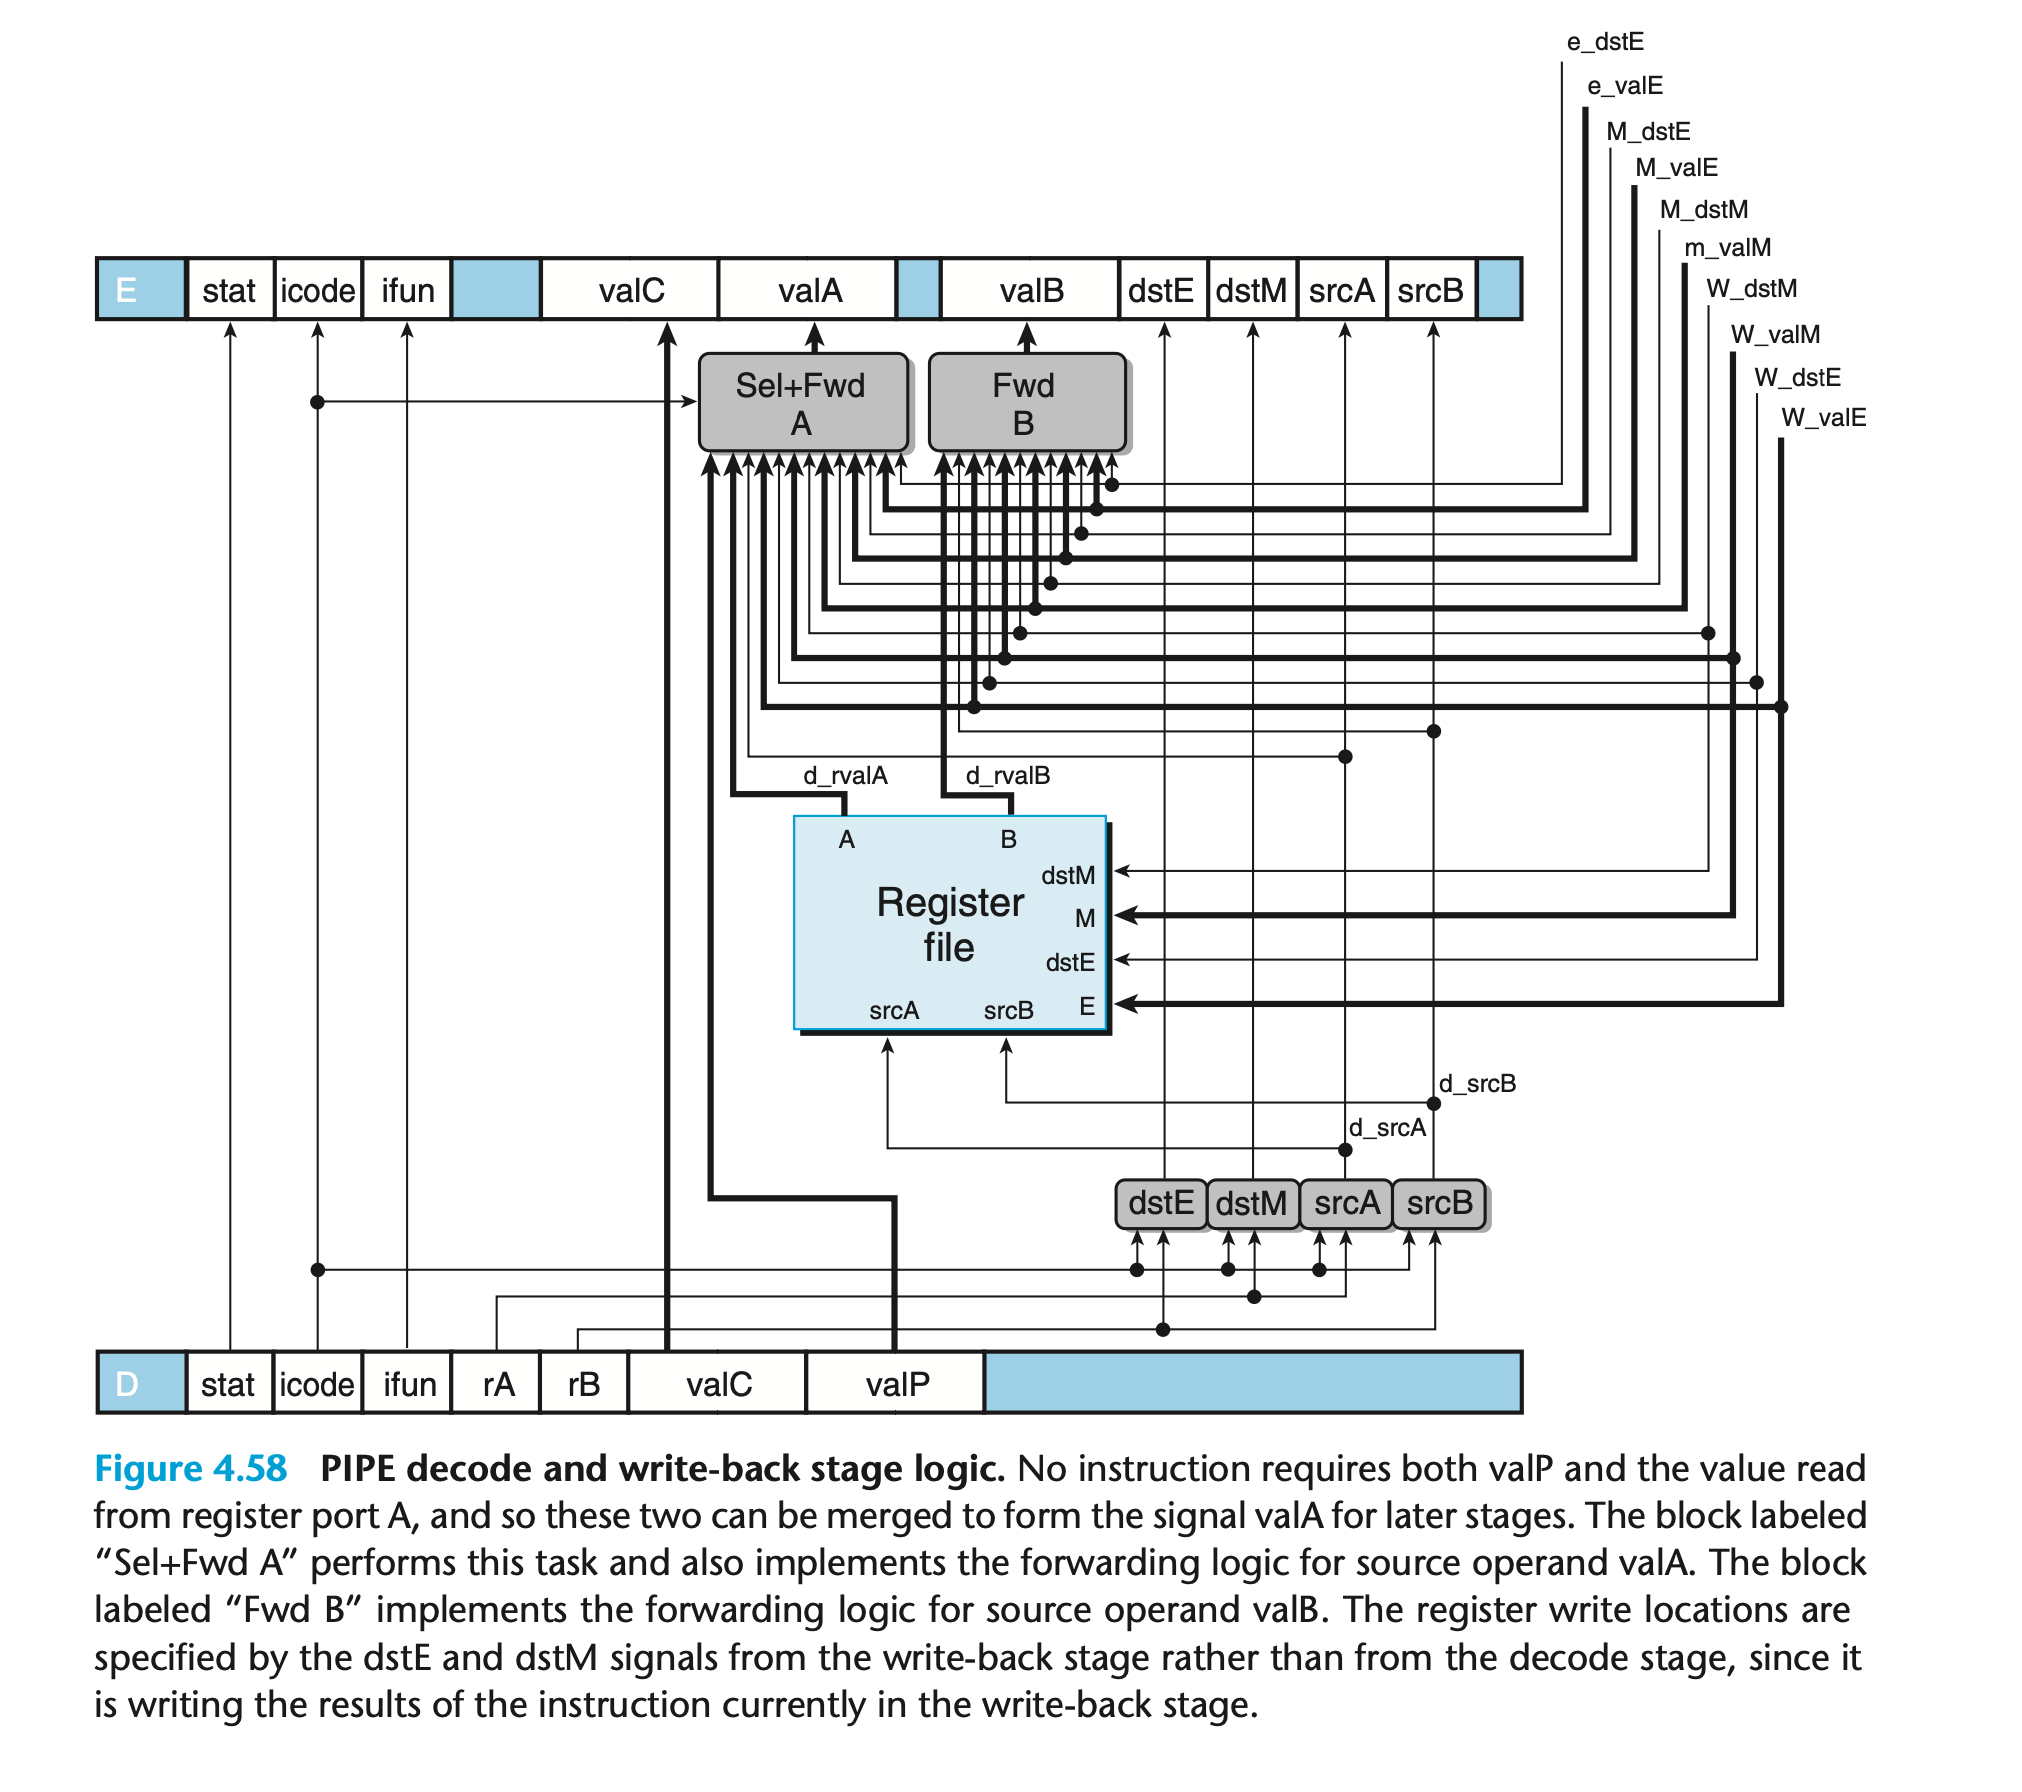 e_dstE
e_valE
M_dstE
M_valE
M_dstM
m_valM
W_dstM
W_valM
W_dstE
W_valE
E stat icode ifun valC valA valB dstE dstM srcA srcB
Sel+Fwd
A
Fwd
B
d_rvalA d_rvalB
A B
dstM
Register
file
M
dstE
E
srcA srcB
d_srcB
d_srcA
dstE dstM srcA srcB
D stat icode ifun rA rB valC valP
Figure 4.58 PIPE decode and write-back stage logic. No instruction requires both valP and the value read
from register port A, and so these two can be merged to form the signal valA for later stages. The block labeled
“Sel+Fwd A” performs this task and also implements the forwarding logic for source operand valA. The block
labeled “Fwd B” implements the forwarding logic for source operand valB. The register write locations are
specified by the dstE and dstM signals from the write-back stage rather than from the decode stage, since it
is writing the results of the instruction currently in the write-back stage.